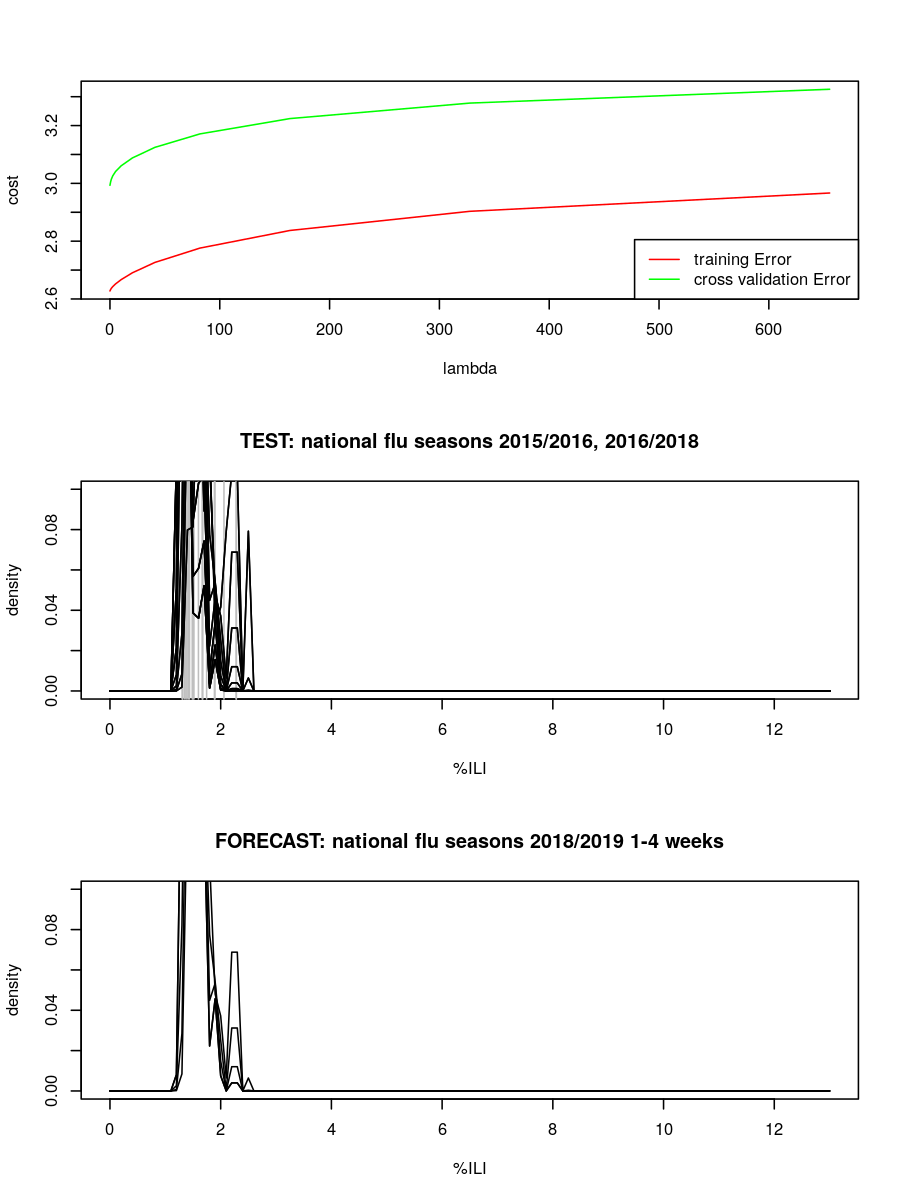 3.2
3.0
2.8
2.6
cost
training Error
cross validation Error
0 100 200 300 400 500 600
lambda
TEST: national flu seasons 2015/2016, 2016/2018
0.08
0.04
0.00
density
0 2 4 6 8 10 12
%ILI
FORECAST: national flu seasons 2018/2019 1-4 weeks
0.08
0.04
0.00
density
0 2 4 6 8 10 12
%ILI